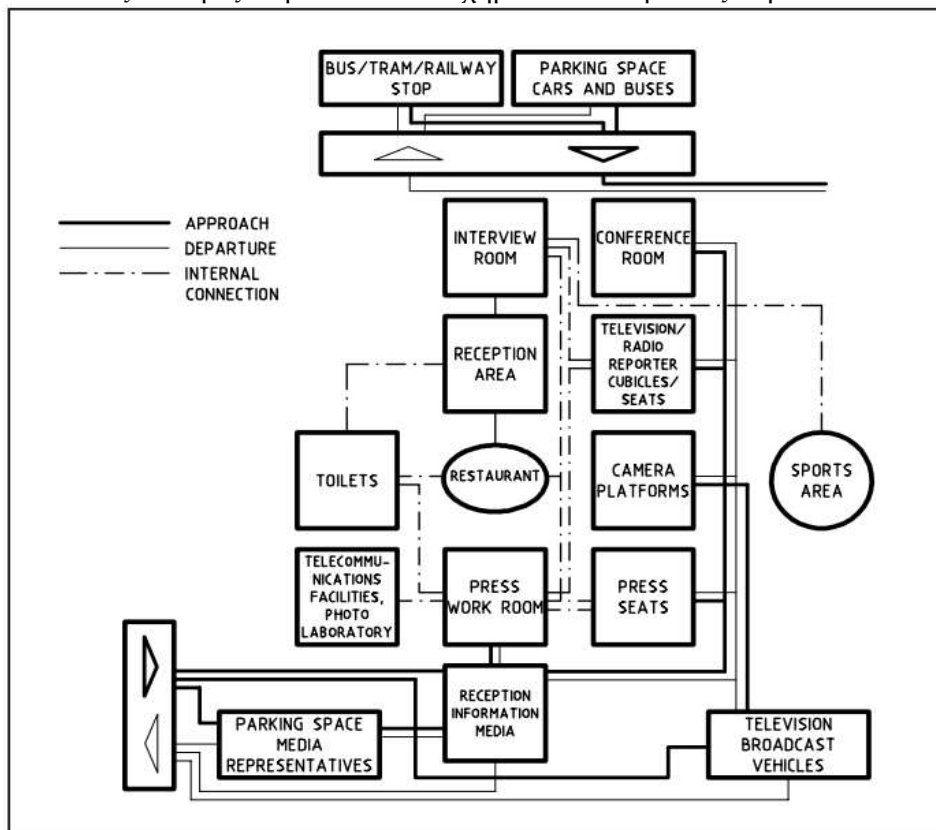 BUS/TRAM/RAILWAY
STOP
PARKING SPACE
CARS AND BUSES
APPROACH
DEPARTURE
INTERNAL
CONNECTION
INTERVIEW
ROOM
CONFERENCE
ROOM
RECEPTION
AREA
TELEVISION/
RADIO
REPORTER
CUBICLES/
SEATS
TOILETS
RESTAURANT
CAMERA
PLATFORMS
SPORTS
AREA
TELECOMMU-
NICATIONS
FACILITIES,
PHOTO
LABORATORY
PRESS
WORK ROOM
PRESS
SEATS
PARKING SPACE
MEDIA
REPRESENTATIVES
RECEPTION
INFORMATION
MEDIA
TELEVISION
BROADCAST
VEHICLES